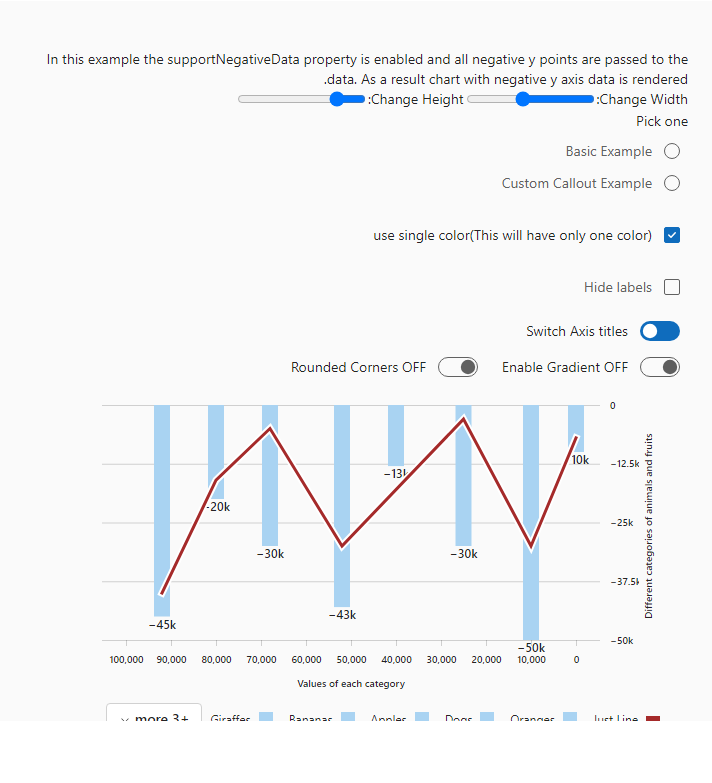 In this example the supportNegativeData property is enabled and all negative y points are passed to the
.data. As a result chart with negative y axis data is rendered
:Change Height :Change Width
Pick one
Basic Example
Custom Callout Example
use single color(This will have only one color)
Hide labels
Switch Axis titles
Rounded Corners OFF Enable Gradient OFF
0
10k
−12.5k
−13k
−20k
−25k
−30k −30k
−37.5k
−43k
−45k
−50k
−50k
Different categories of animals and fruits
100,000 90,000 80,000 70,000 60,000 50,000 40,000 30,000 20,000 10,000 0
Values of each category
more 3+ Giraffes Bananas Apples Dogs Oranges Just Line